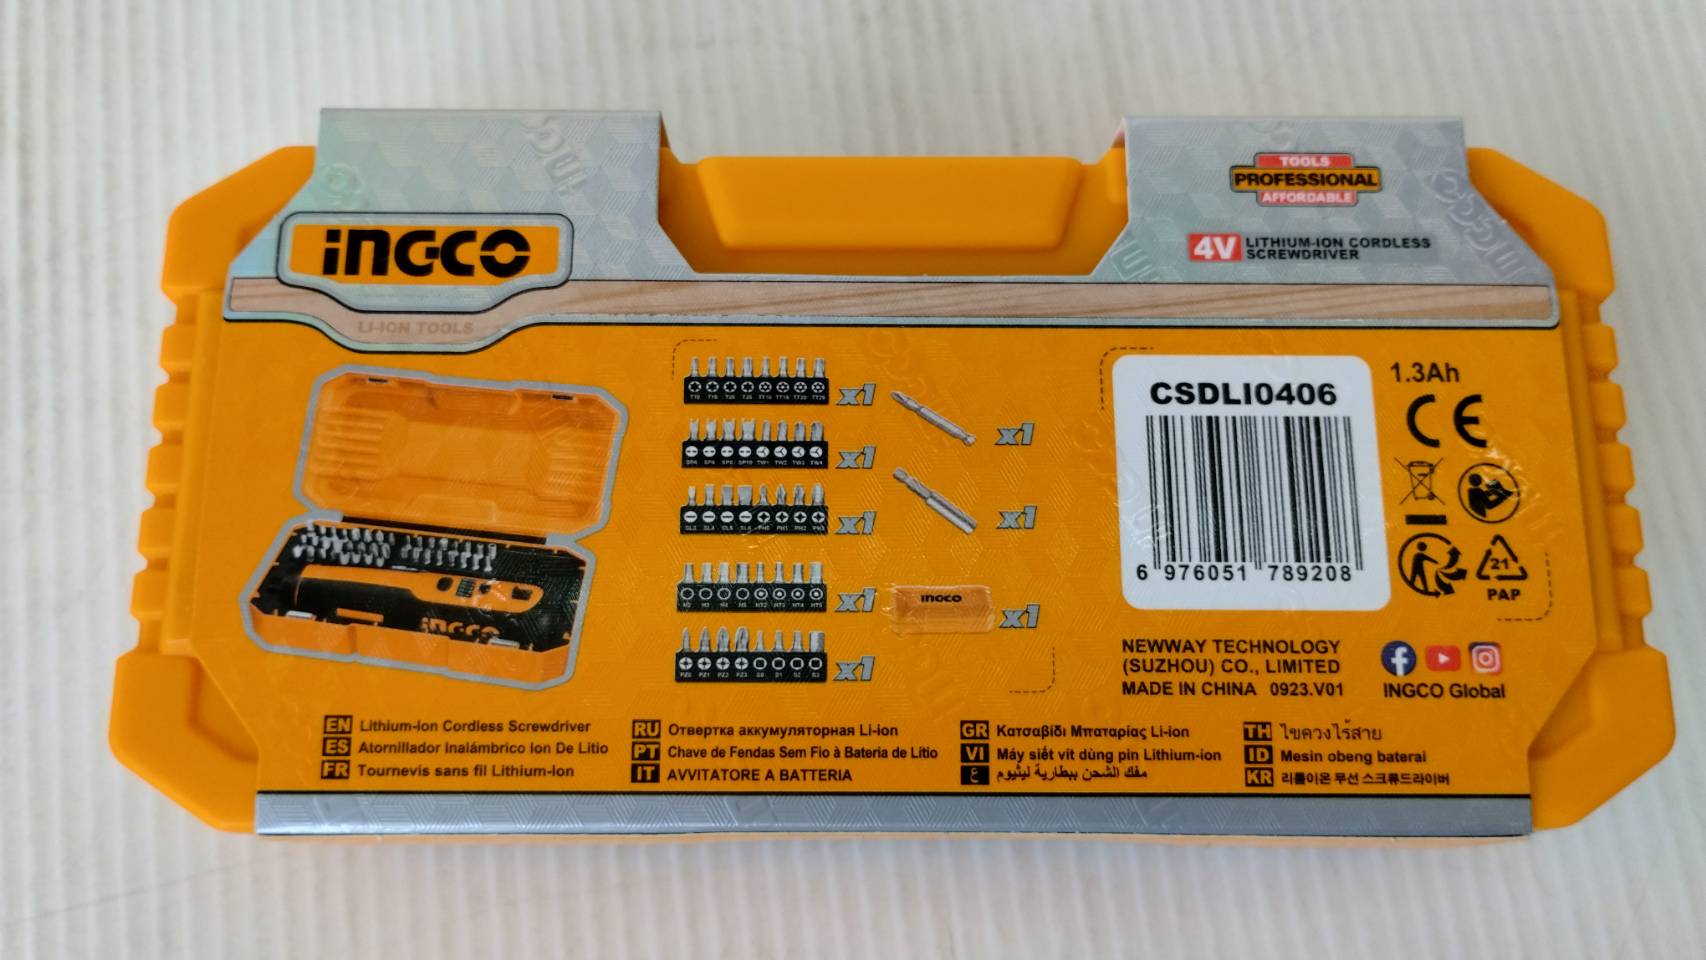 INGCO
LI-ION TOOLS
TOOLS
PROFESSIONAL
AFFORDABLE
4V LITHIUM-ION CORDLESS
SCREWDRIVER
x1
x1
x1
x1
x1
x1
x1
INGCO
x1
INGCO
CSDLI0406
6 976051 789208
1.3Ah
CE
21
PAP
NEWWAY TECHNOLOGY
(SUZHOU) CO., LIMITED
MADE IN CHINA 0923.V01
INGCO Global
EN Lithium-Ion Cordless Screwdriver
ES Atornillador Inalámbrico Ion De Litio
FR Tournevis sans fil Lithium-Ion
RU Отвертка аккумуляторная Li-ion
PT Chave de Fendas Sem Fio à Bateria de Lítio
IT AVVITATORE A BATTERIA
GR Κατσαβίδι Μπαταρίας Li-ion
VI Máy siết vít dùng pin Lithium-ion
ع مفك الشحن ببطارية ليثيوم
TH ไขควงไร้สาย
ID Mesin obeng baterai
KR 리튬이온 무선 스크류드라이버